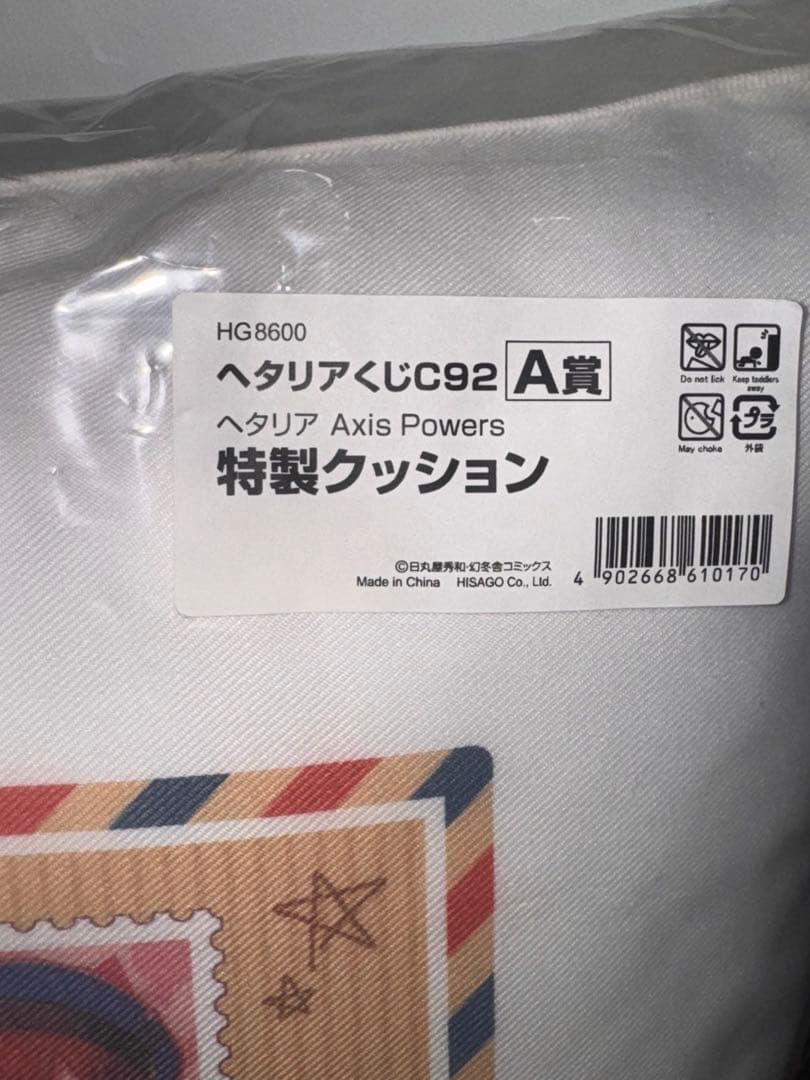 HG8600
ヘタリアくじC92 A賞
ヘタリア Axis Powers
特製クッション
©日丸屋秀和・幻冬舎コミックス
Made in China HISAGO Co., Ltd.
4 902668 610170
Do not lick
Keep toddlers away
May choke
プラ
外袋